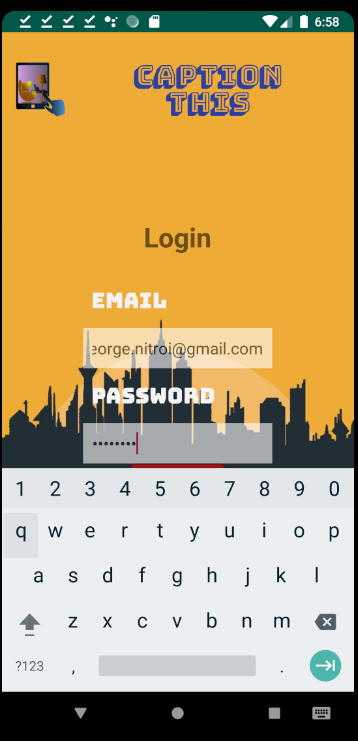 6:58
CAPTION
THIS
Login
EMAIL
eorge.nitroi@gmail.com
PASSWORD
••••••••
1 2 3 4 5 6 7 8 9 0
q w e r t y u i o p
a s d f g h j k l
z x c v b n m
?123 , .